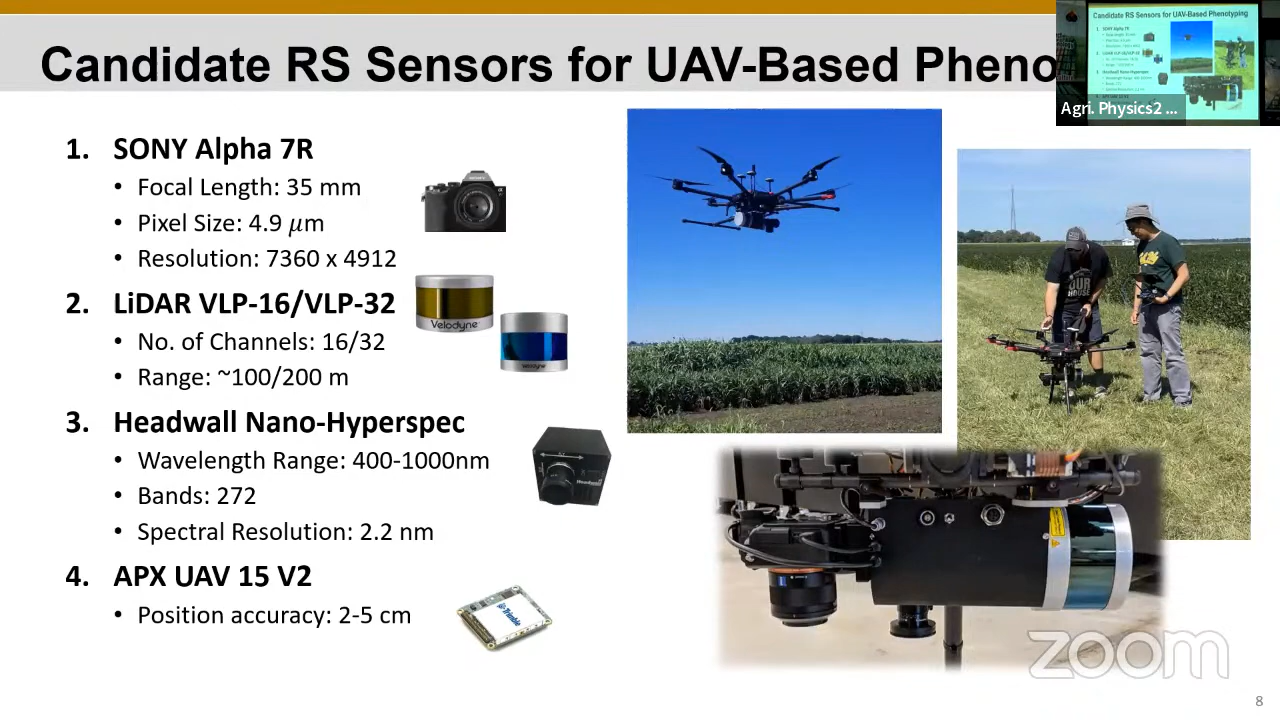 Candidate RS Sensors for UAV-Based Pheno
Candidate RS Sensors for UAV-Based Phenotyping
Agri. Physics2 ...
1. SONY Alpha 7R
• Focal Length: 35 mm
• Pixel Size: 4.9 𝜇m
• Resolution: 7360 x 4912
2. LiDAR VLP-16/VLP-32
Velodyne
• No. of Channels: 16/32
• Range: ~100/200 m
3. Headwall Nano-Hyperspec
• Wavelength Range: 400-1000nm
• Bands: 272
• Spectral Resolution: 2.2 nm
4. APX UAV 15 V2
• Position accuracy: 2-5 cm
Trimble
OUR
HOUSE
zoom
8